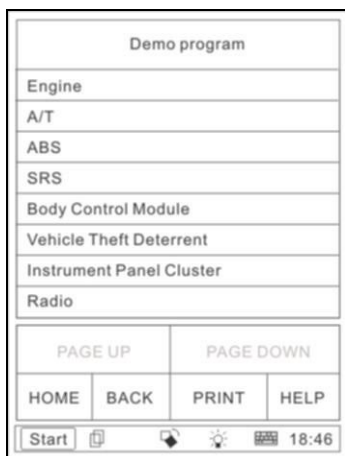 Demo program
Engine
A/T
ABS
SRS
Body Control Module
Vehicle Theft Deterrent
Instrument Panel Cluster
Radio
PAGE UP PAGE DOWN
HOME BACK PRINT HELP
Start 18:46